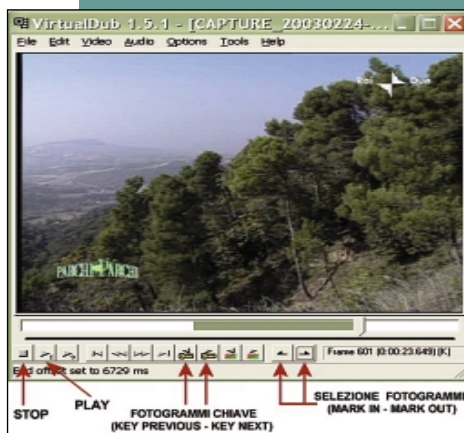 VirtualDub 1.5.1 - [CAPTURE_20030224-...
File Edit Video Audio Options Tools Help
Rai Due
PARCHI PARCHI
Frame 601 (0:00:23.649) [K]
End offset set to 6729 ms
STOP
PLAY
FOTOGRAMMI CHIAVE
(KEY PREVIOUS - KEY NEXT)
SELEZIONE FOTOGRAMMI
(MARK IN - MARK OUT)